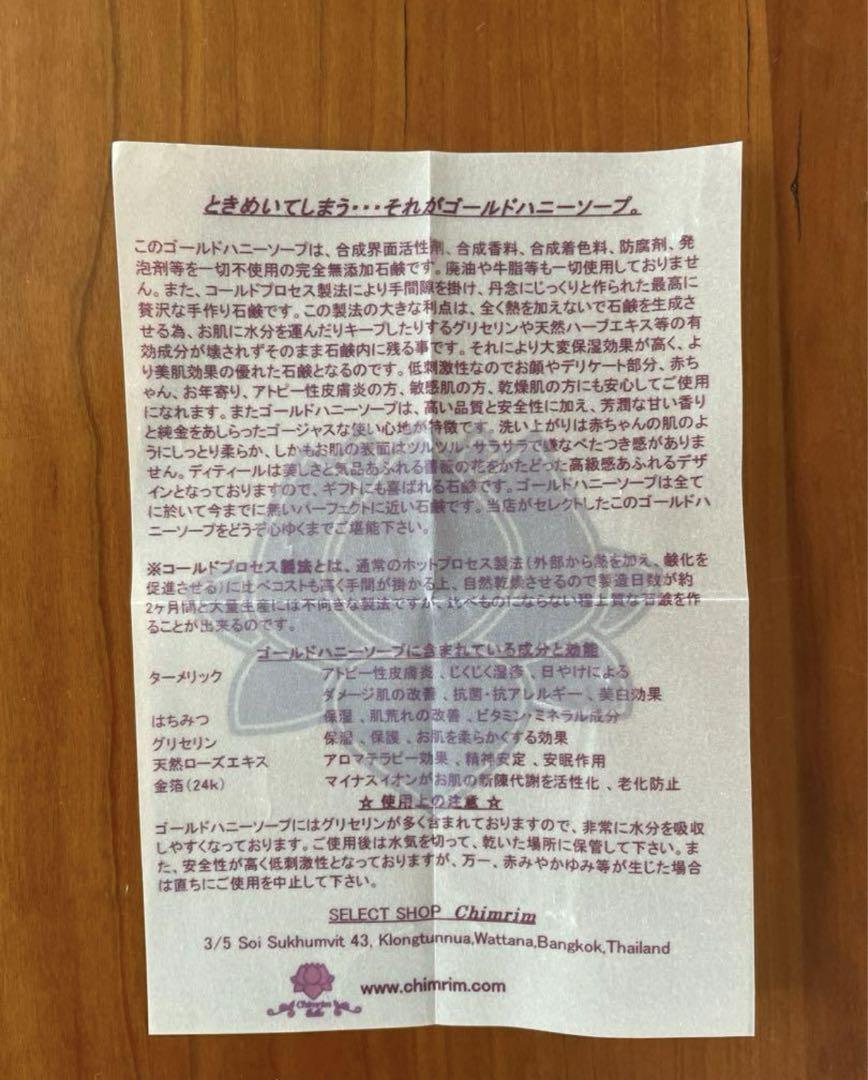 ときめいてしまう・・・それがゴールドハニーソープ。
このゴールドハニーソープは、合成界面活性剤、合成香料、合成着色料、防腐剤、発
泡剤等を一切不使用の完全無添加石鹸です。廃油や牛脂等も一切使用しておりませ
ん。また、コールドプロセス製法により手間隙を掛け、丹念にじっくりと作られた最高に
贅沢な手作り石鹸です。この製法の大きな利点は、全く熱を加えないで石鹸を生成さ
せる為、お肌に水分を運んだりキープしたりするグリセリンや天然ハーブエキス等の有
効成分が壊されずそのまま石鹸内に残る事です。それにより大変保湿効果が高く、よ
り美肌効果の優れた石鹸となるのです。低刺激性なのでお顔やデリケート部分、赤ち
ゃん、お年寄り、アトピー性皮膚炎の方、敏感肌の方、乾燥肌の方にも安心してご使用
になれます。またゴールドハニーソープは、高い品質と安全性に加え、芳潤な甘い香り
と純金をあしらったゴージャスな使い心地が特徴です。洗い上がりは赤ちゃんの肌のよ
うにしっとり柔らか、しかもお肌の表面はツルツル・サラサラで嫌なべたつき感がありま
せん。ディティールは美しさと気品あふれる薔薇の花をかたどった高級感あふれるデザ
インとなっておりますので、ギフトにも喜ばれる石鹸です。ゴールドハニーソープは全て
に於いて今までに無いパーフェクトに近い石鹸です。当店がセレクトしたこのゴールドハ
ニーソープをどうぞ心ゆくまでご堪能下さい。
※コールドプロセス製法とは、通常のホットプロセス製法(外部から熱を加え、鹸化を
促進させる)に比べコストも高く手間が掛かる上、自然乾燥させるので製造日数が約
2ヶ月間と大量生産には不向きな製法ですが、比べものにならない程上質な石鹸を作
ることが出来るのです。
ゴールドハニーソープに含まれている成分と効能
ターメリック アトピー性皮膚炎、じくじく湿疹、日やけによる
ダメージ肌の改善、抗菌・抗アレルギー、美白効果
はちみつ 保湿、肌荒れの改善、ビタミン・ミネラル成分
グリセリン 保湿、保護、お肌を柔らかくする効果
天然ローズエキス アロマテラピー効果、精神安定、安眠作用
金箔(24k) マイナスイオンがお肌の新陳代謝を活性化、老化防止
☆ 使用上の注意 ☆
ゴールドハニーソープにはグリセリンが多く含まれておりますので、非常に水分を吸収
しやすくなっております。ご使用後は水気を切って、乾いた場所に保管して下さい。ま
た、安全性が高く低刺激性となっておりますが、万一、赤みやかゆみ等が生じた場合
は直ちにご使用を中止して下さい。
SELECT SHOP Chimrim
3/5 Soi Sukhumvit 43, Klongtunnua,Wattana,Bangkok,Thailand
www.chimrim.com
Chimrim